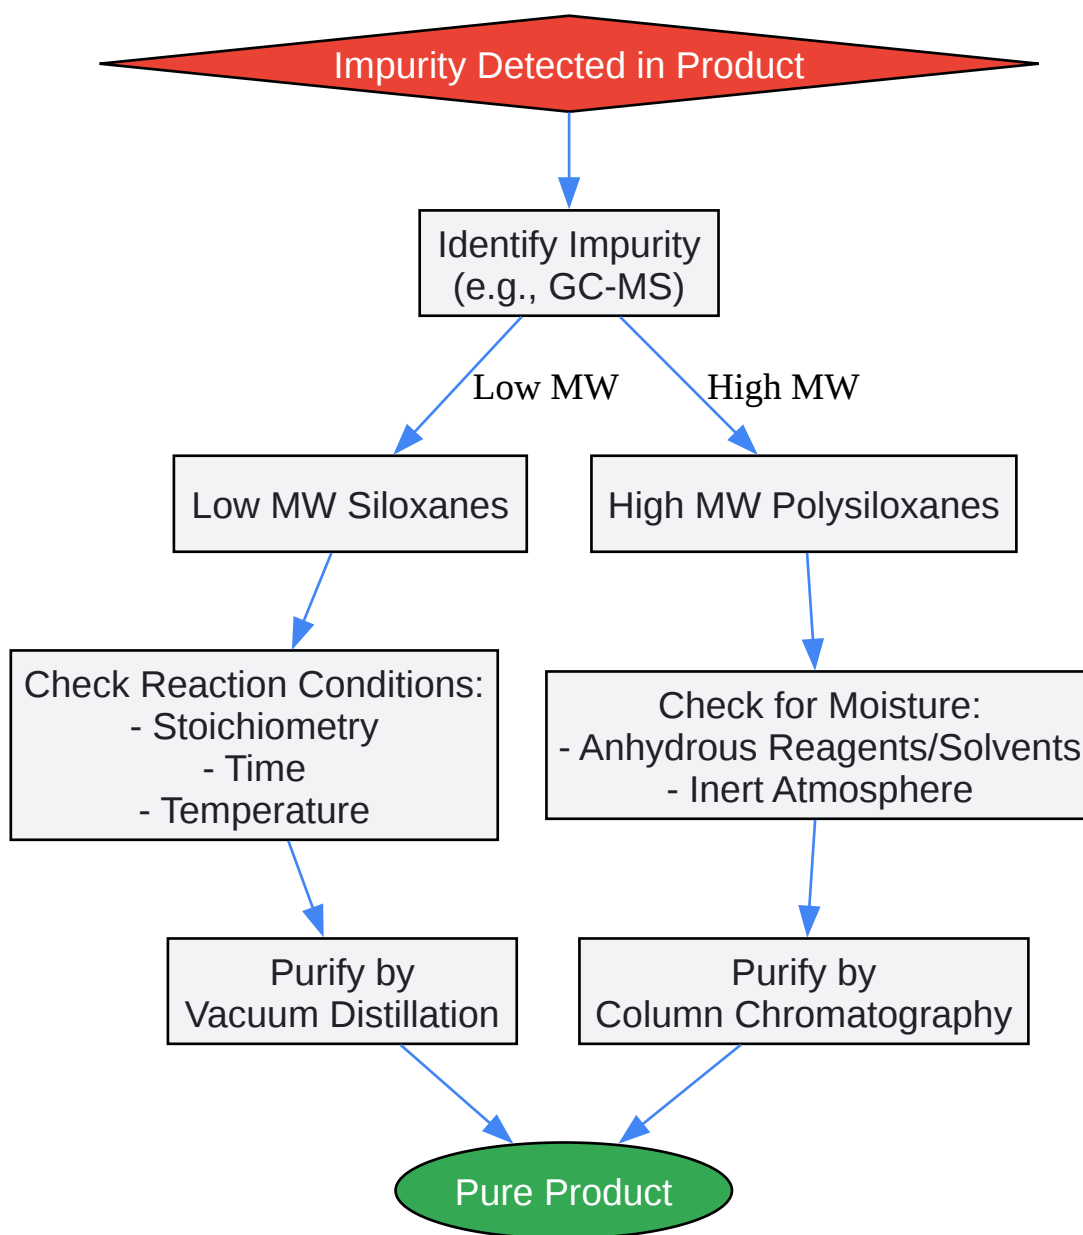 Impurity Detected in Product
Identify Impurity
(e.g., GC-MS)
Low MW
High MW
Low MW Siloxanes
High MW Polysiloxanes
Check Reaction Conditions:
- Stoichiometry
- Time
- Temperature
Check for Moisture:
- Anhydrous Reagents/Solvents
- Inert Atmosphere
Purify by
Vacuum Distillation
Purify by
Column Chromatography
Pure Product